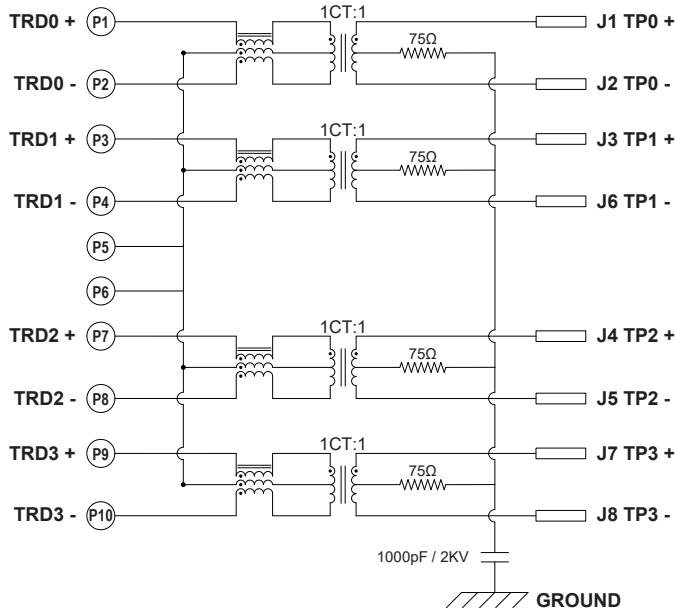 1CT:1
TRD0 + P1 J1 TP0 +
75Ω
TRD0 - P2 J2 TP0 -
1CT:1
TRD1 + P3 J3 TP1 +
75Ω
TRD1 - P4 J6 TP1 -
P5
P6
1CT:1
TRD2 + P7 J4 TP2 +
75Ω
TRD2 - P8 J5 TP2 -
1CT:1
TRD3 + P9 J7 TP3 +
75Ω
TRD3 - P10 J8 TP3 -
1000pF / 2KV
GROUND